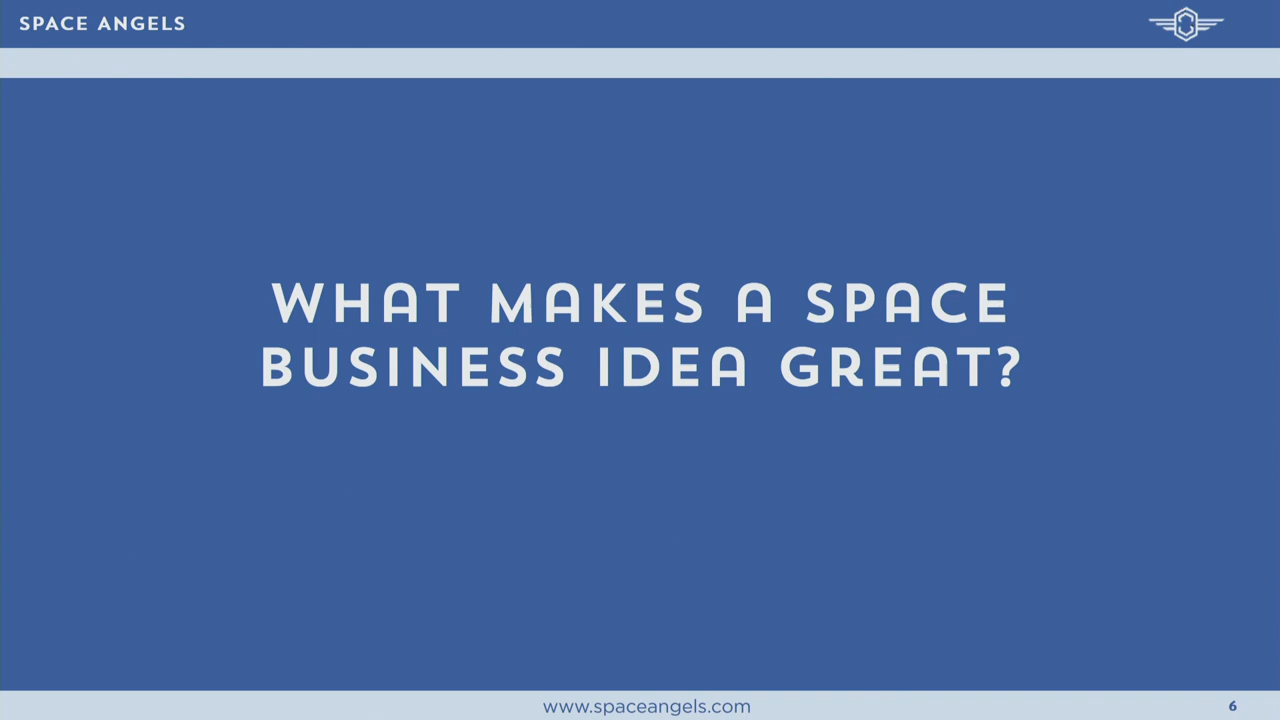 SPACE ANGELS
WHAT MAKES A SPACE
BUSINESS IDEA GREAT?
www.spaceangels.com
6